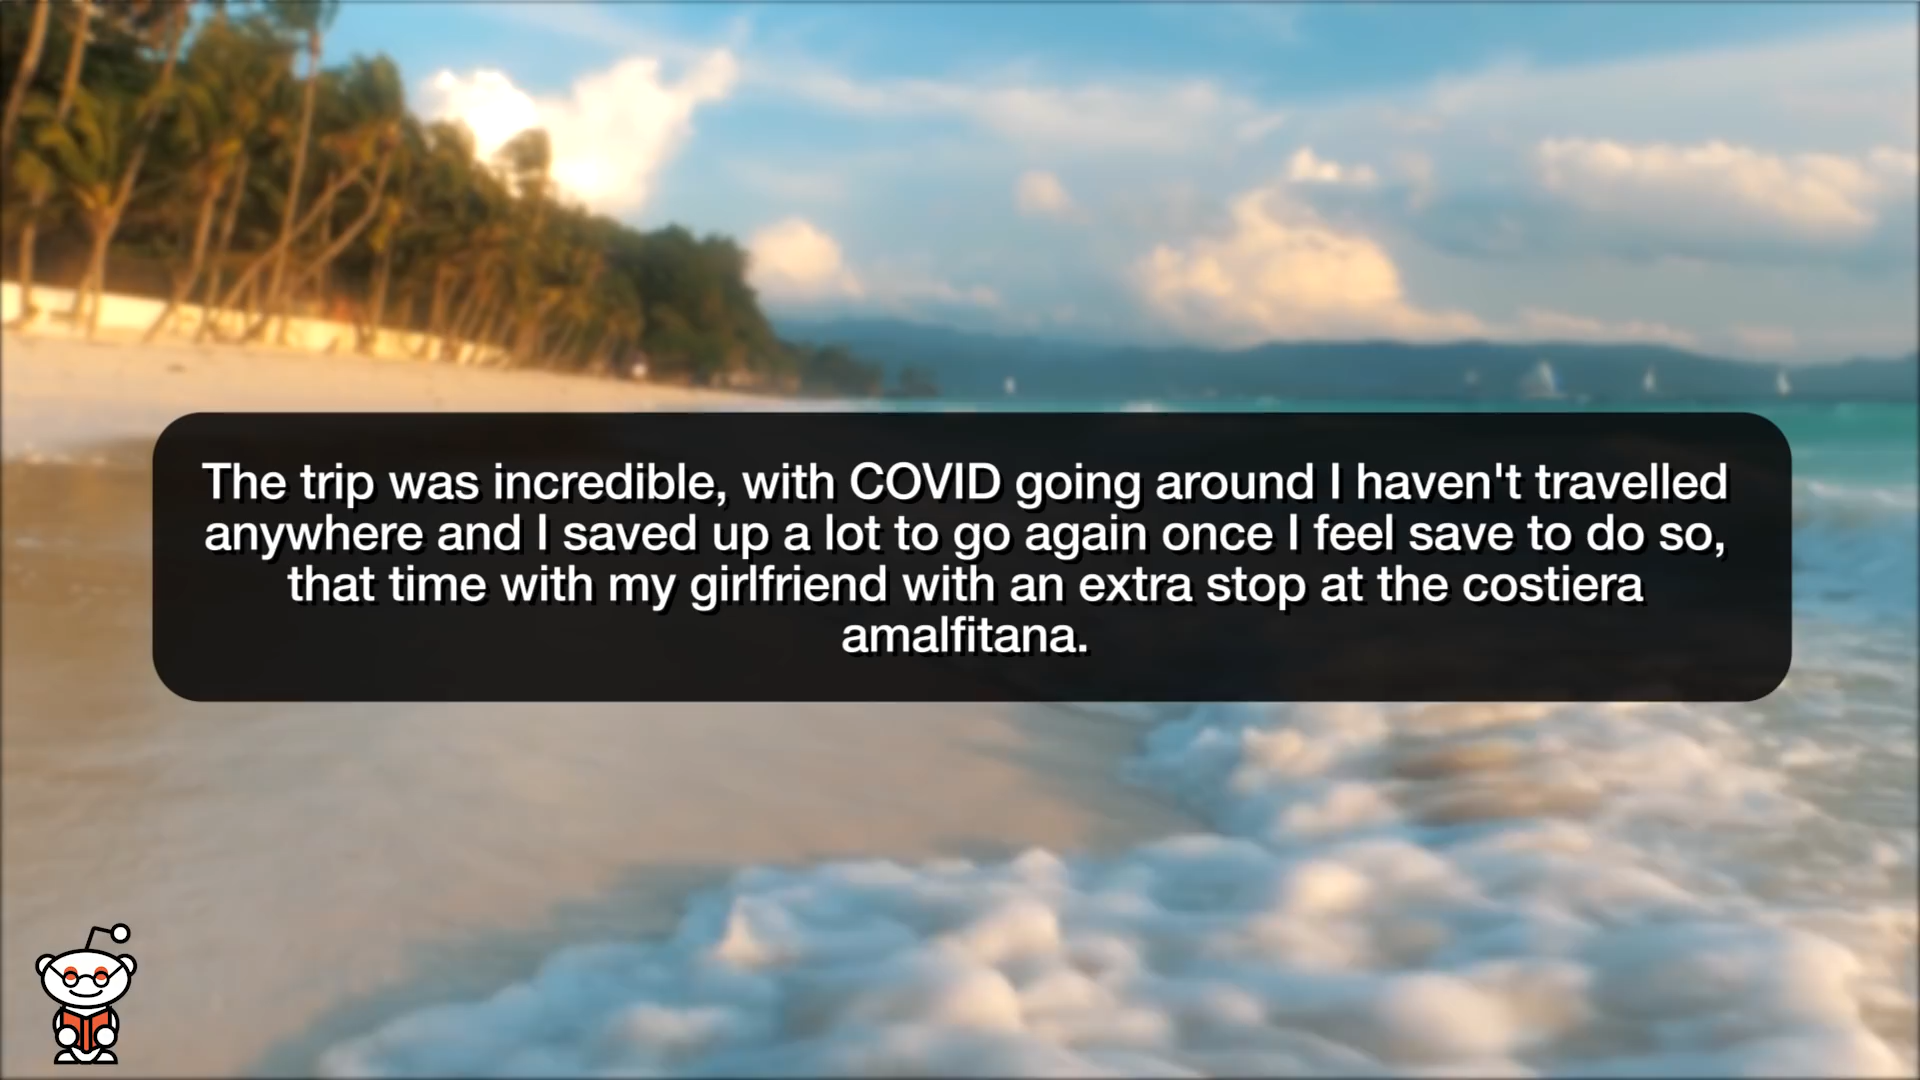 The trip was incredible, with COVID going around I haven't travelled
anywhere and I saved up a lot to go again once I feel save to do so,
that time with my girlfriend with an extra stop at the costiera
amalfitana.